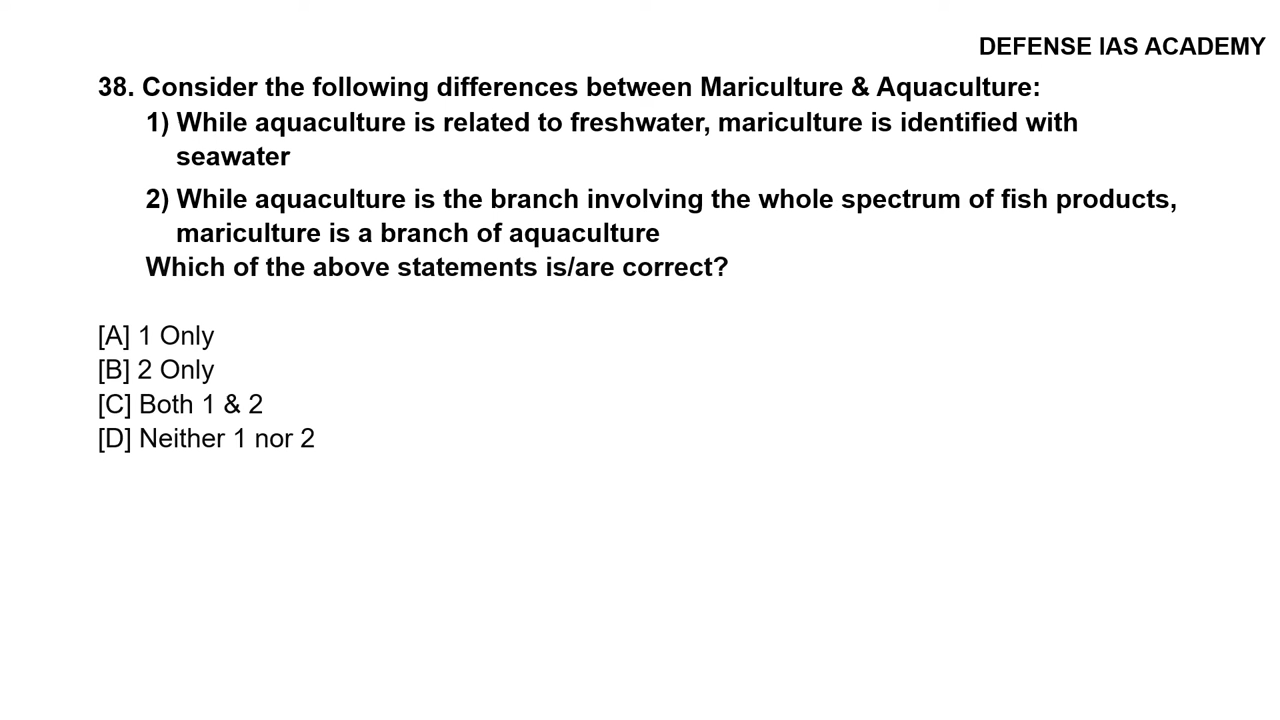 DEFENSE IAS ACADEMY
38. Consider the following differences between Mariculture & Aquaculture:
1) While aquaculture is related to freshwater, mariculture is identified with
seawater
2) While aquaculture is the branch involving the whole spectrum of fish products,
mariculture is a branch of aquaculture
Which of the above statements is/are correct?
[A] 1 Only
[B] 2 Only
[C] Both 1 & 2
[D] Neither 1 nor 2